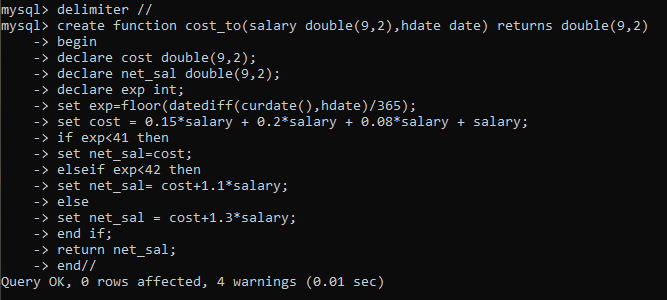 mysql> delimiter //
mysql> create function cost_to(salary double(9,2),hdate date) returns double(9,2)
    -> begin
    -> declare cost double(9,2);
    -> declare net_sal double(9,2);
    -> declare exp int;
    -> set exp=floor(datediff(curdate(),hdate)/365);
    -> set cost = 0.15*salary + 0.2*salary + 0.08*salary + salary;
    -> if exp<41 then
    -> set net_sal=cost;
    -> elseif exp<42 then
    -> set net_sal= cost+1.1*salary;
    -> else
    -> set net_sal = cost+1.3*salary;
    -> end if;
    -> return net_sal;
    -> end//
Query OK, 0 rows affected, 4 warnings (0.01 sec)